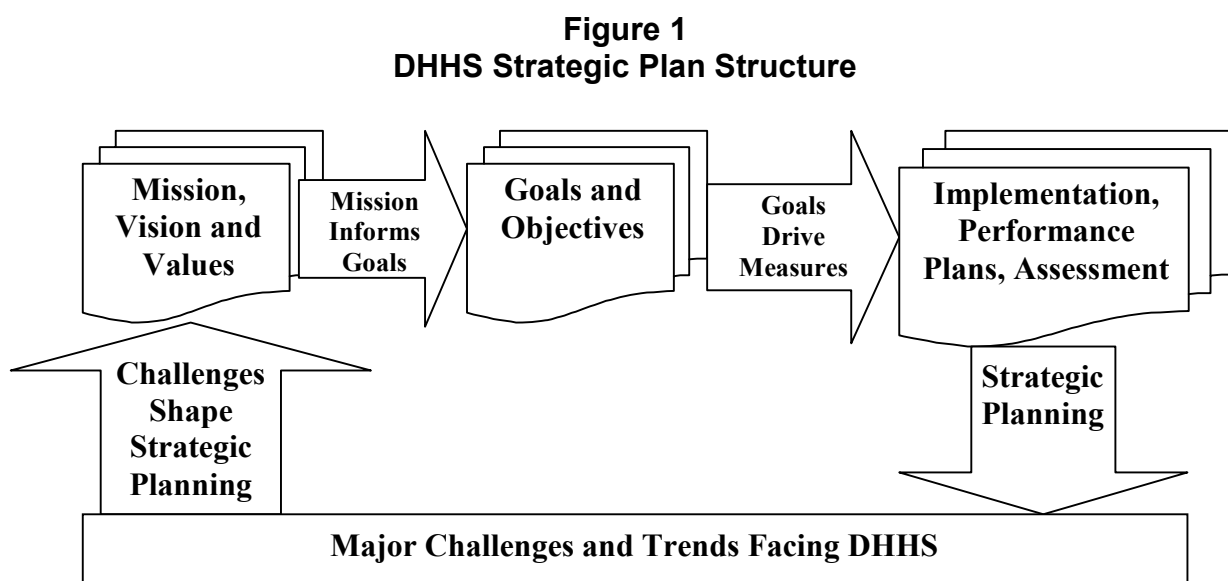 Figure 1
DHHS Strategic Plan Structure
Mission,
Vision and
Values
Mission
Informs
Goals
Goals and
Objectives
Goals
Drive
Measures
Implementation,
Performance
Plans, Assessment
Challenges
Shape
Strategic
Planning
Strategic
Planning
Major Challenges and Trends Facing DHHS